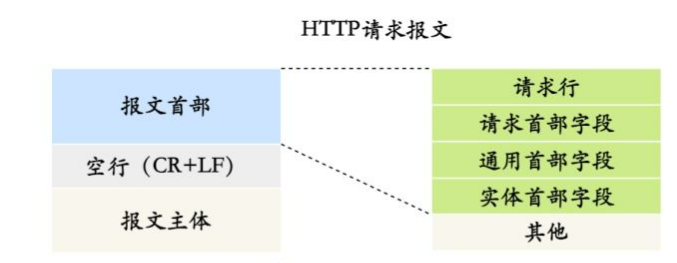 HTTP请求报文
报文首部
空行（CR+LF)
报文主体
请求行
请求首部字段
通用首部字段
实体首部字段
其他